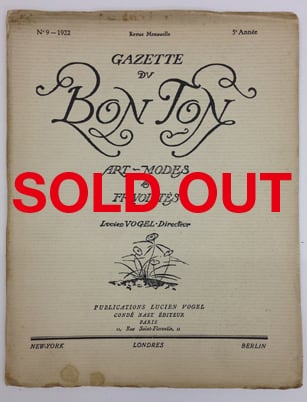 Nº 9 – 1922 Revue Mensuelle 5e Année
GAZETTE
DU
BON TON
ART – MODES
&
FRIVOLITÉS
SOLD OUT
Lucien VOGEL · Directeur
PUBLICATIONS LUCIEN VOGEL
CONDÉ NAST ÉDITEUR
PARIS
11, Rue Saint-Florentin, 11
NEW-YORK LONDRES BERLIN